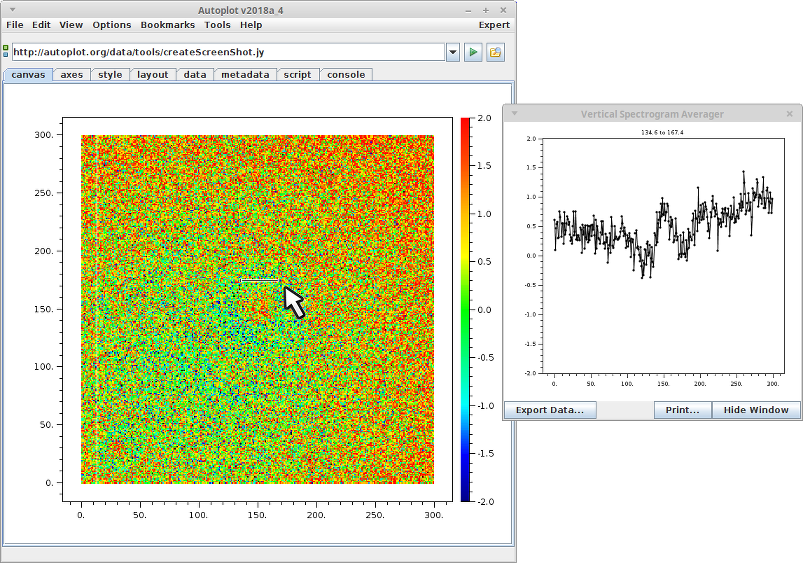 Autoplot v2018a_4
File Edit View Options Bookmarks Tools Help Expert
http://autoplot.org/data/tools/createScreenShot.jy
canvas axes style layout data metadata script console
300.
250.
200.
150.
100.
50.
0.
0. 50. 100. 150. 200. 250. 300.
2.0
1.5
1.0
0.5
0.0
-0.5
-1.0
-1.5
-2.0
Vertical Spectrogram Averager
134.6 to 167.4
2.0
1.5
1.0
0.5
0.0
-0.5
-1.0
-1.5
-2.0
0. 50. 100. 150. 200. 250. 300.
Export Data... Print... Hide Window